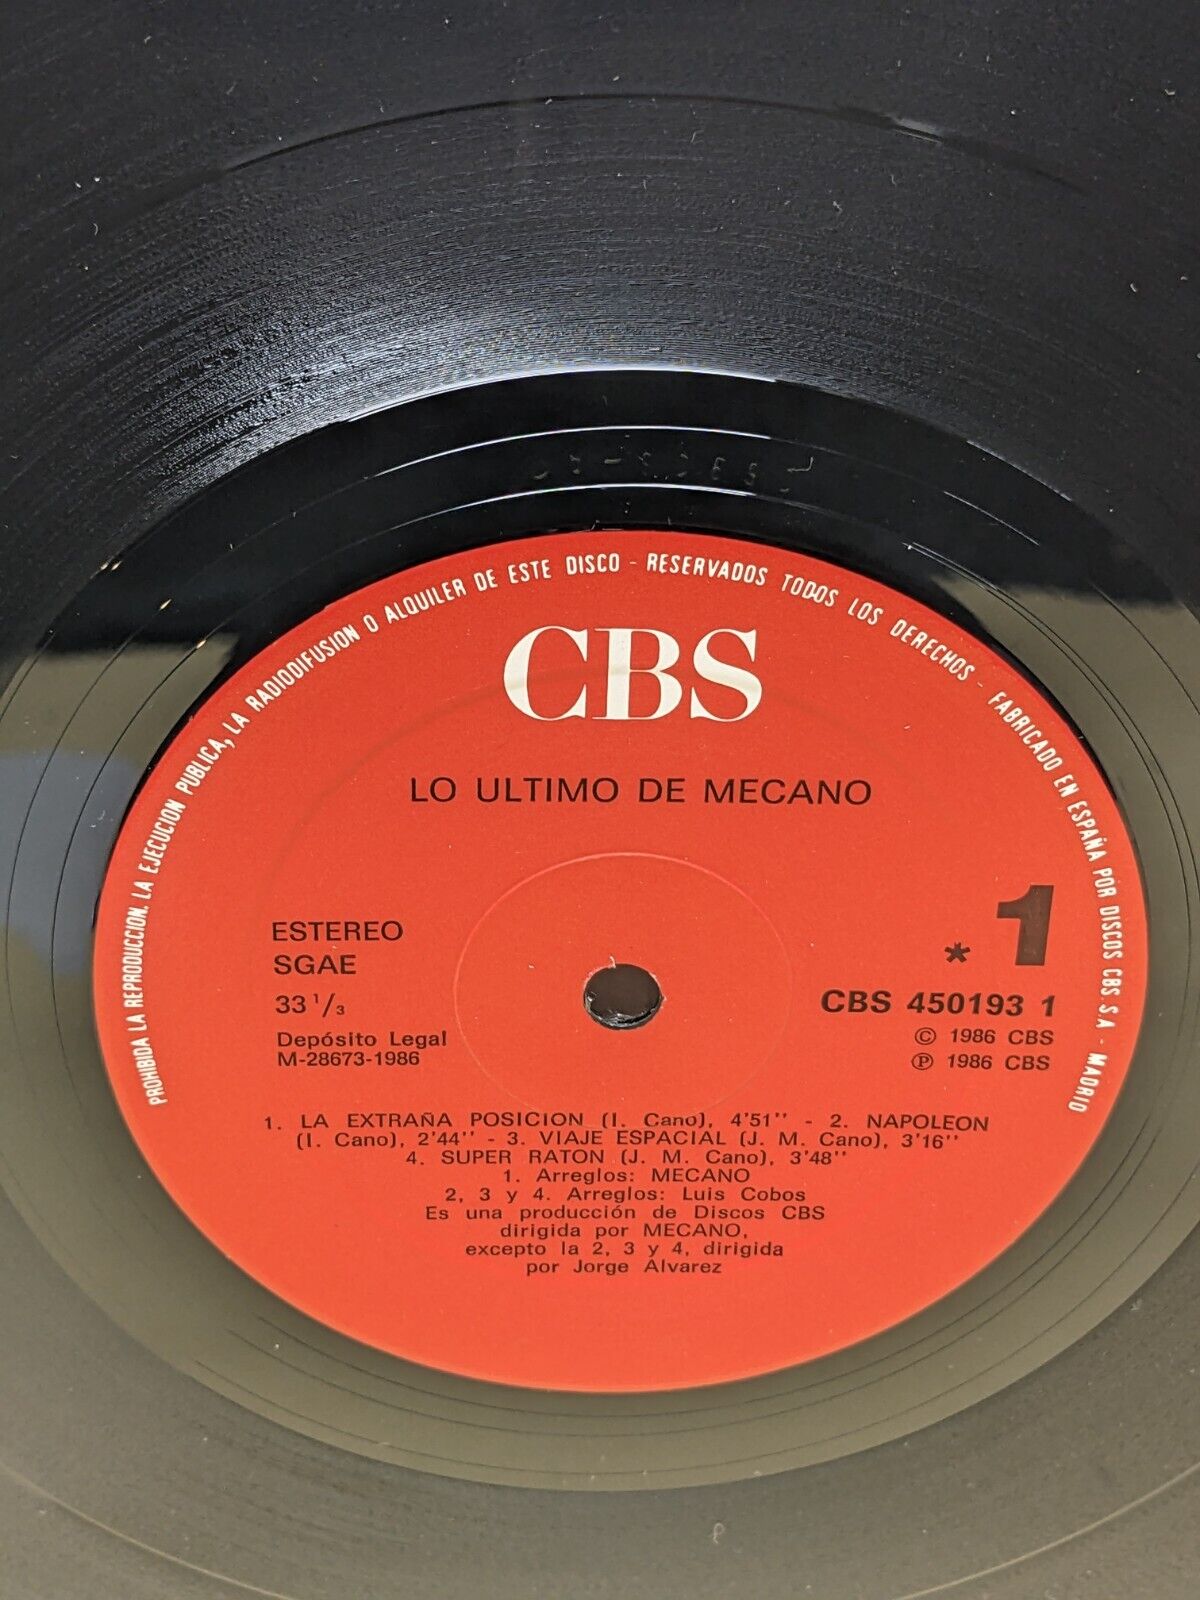 PROHIBIDA LA REPRODUCCION, LA EJECUCION PUBLICA, LA RADIODIFUSION O ALQUILER DE ESTE DISCO - RESERVADOS TODOS LOS DERECHOS - FABRICADO EN ESPAÑA POR DISCOS CBS. S.A - MADRID
CBS
LO ULTIMO DE MECANO
ESTEREO
SGAE
33 1/3
Depósito Legal
M-28673-1986
* 1
CBS 450193 1
© 1986 CBS
℗ 1986 CBS
1. LA EXTRAÑA POSICION (I. Cano), 4'51'' - 2. NAPOLEON
(I. Cano), 2'44'' - 3. VIAJE ESPACIAL (J. M. Cano), 3'16''
4. SUPER RATON (J. M. Cano), 3'48''
1. Arreglos: MECANO
2, 3 y 4. Arreglos: Luis Cobos
Es una producción de Discos CBS
dirigida por MECANO,
excepto la 2, 3 y 4, dirigida
por Jorge Alvarez